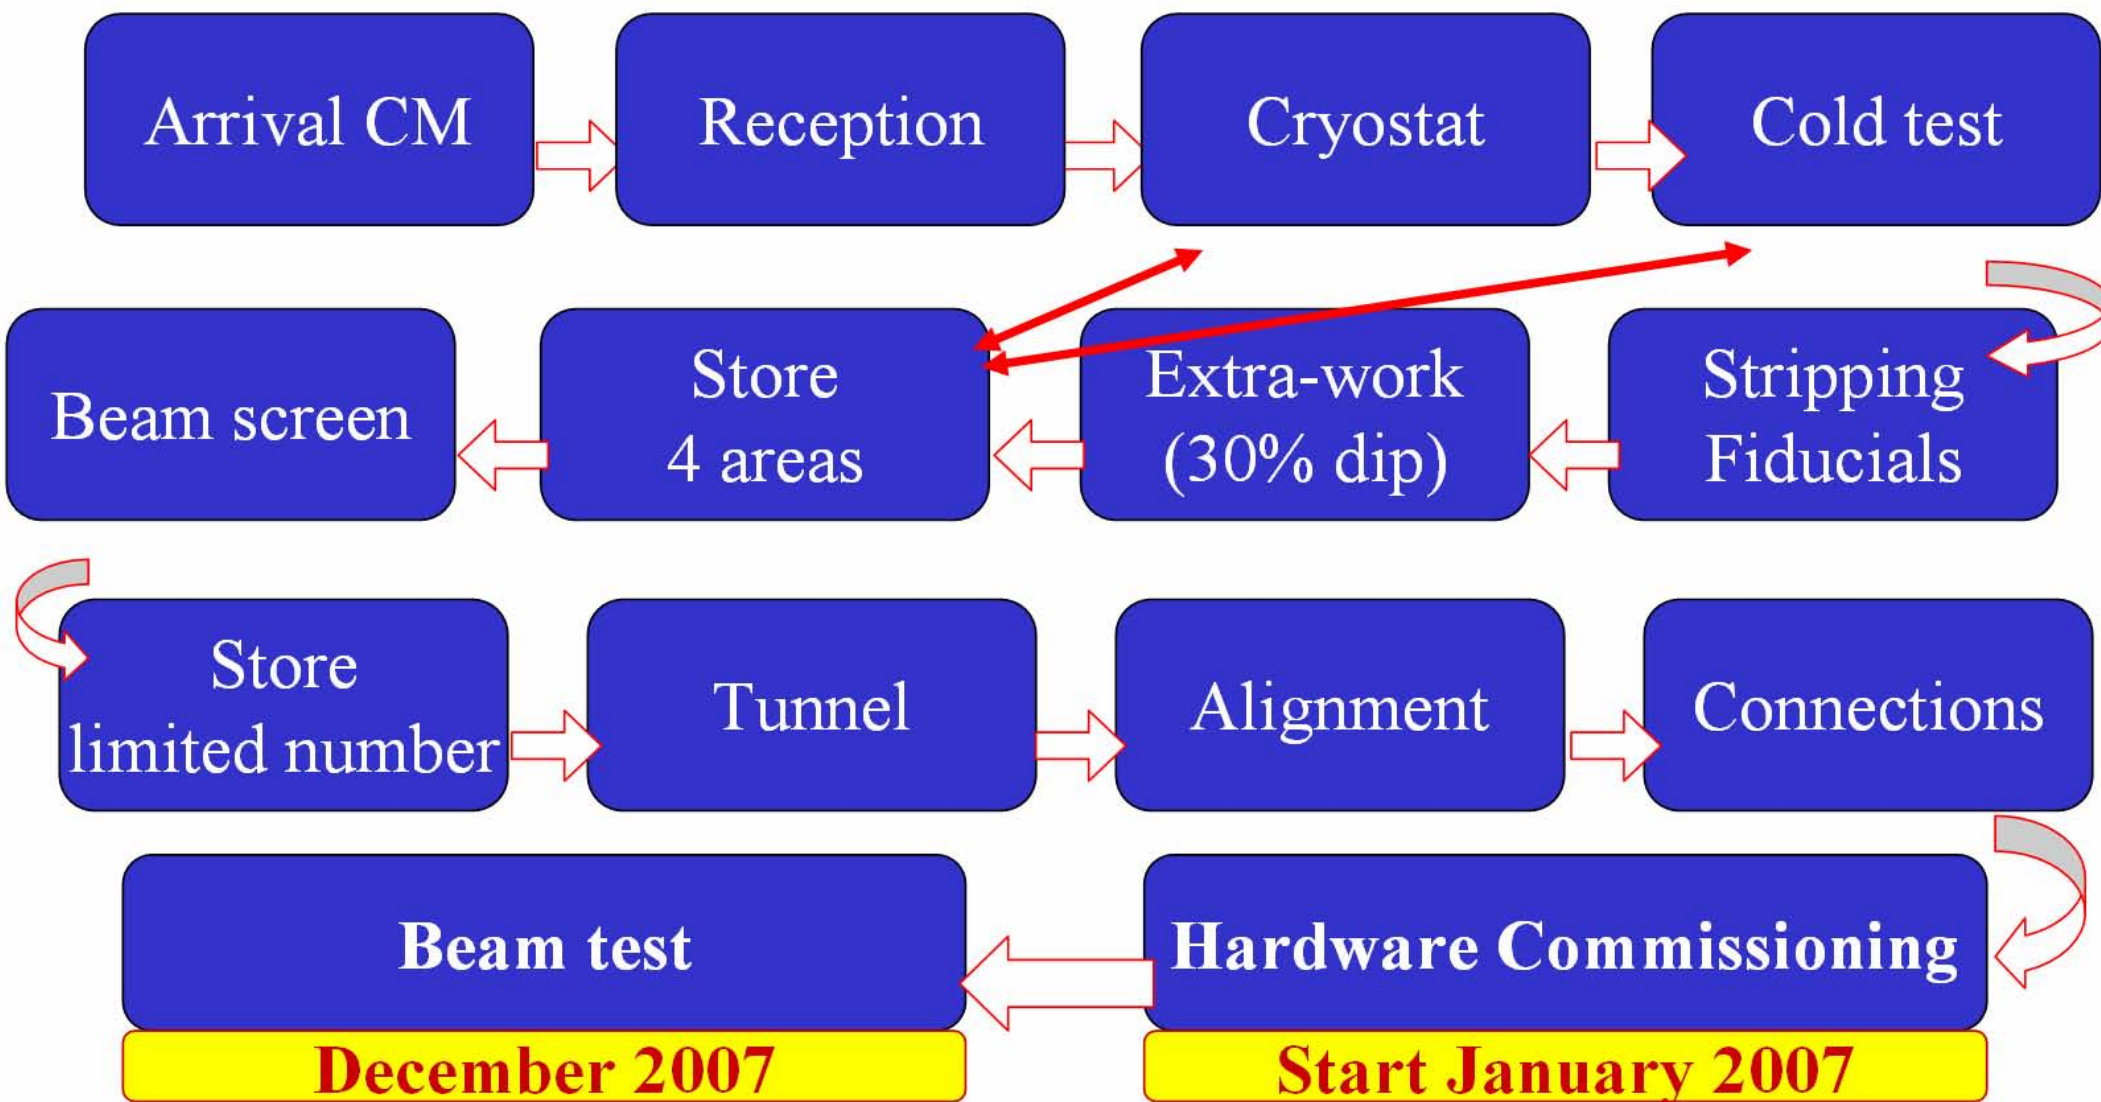 Arrival CM
Reception
Cryostat
Cold test
Stripping
Fiducials
Extra-work
(30% dip)
Store
4 areas
Beam screen
Store
limited number
Tunnel
Alignment
Connections
Hardware Commissioning
Start January 2007
Beam test
December 2007